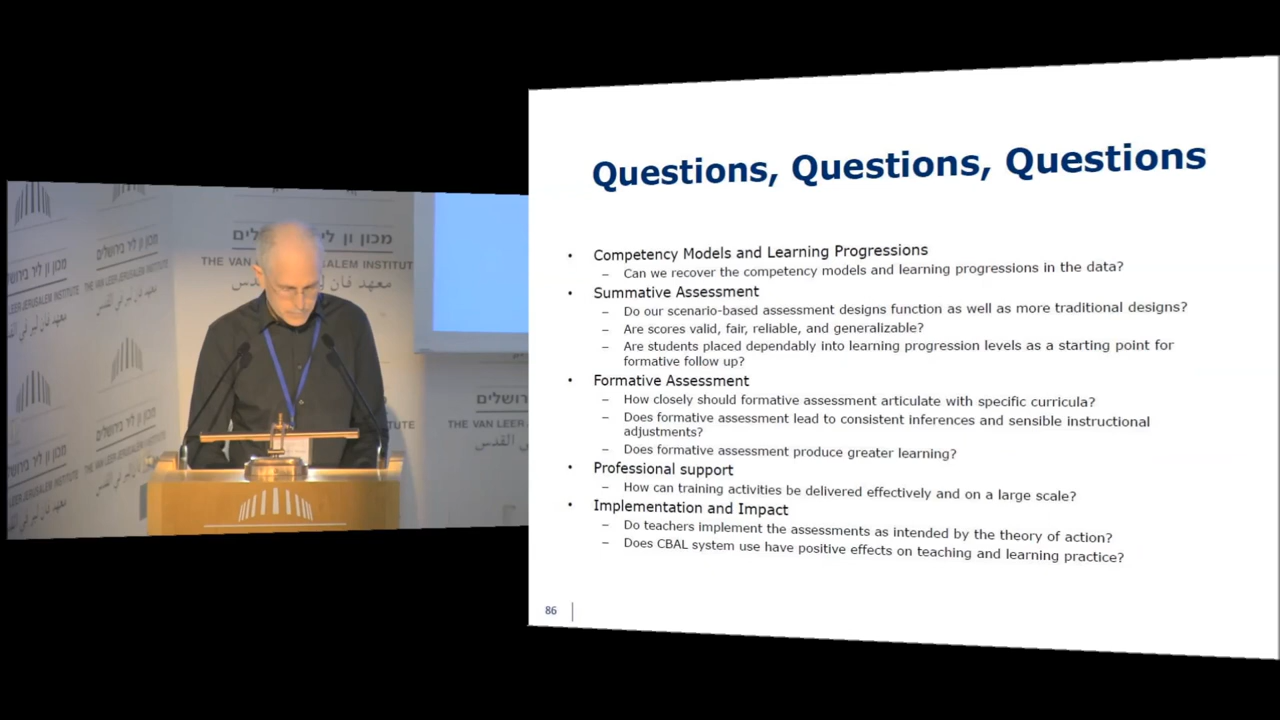 מכון ון ליר בירושלים
THE VAN LEER JERUSALEM INSTITUTE
ירושלים
THE VAN LEER
Questions, Questions, Questions
• Competency Models and Learning Progressions
– Can we recover the competency models and learning progressions in the data?
• Summative Assessment
– Do our scenario-based assessment designs function as well as more traditional designs?
– Are scores valid, fair, reliable, and generalizable?
– Are students placed dependably into learning progression levels as a starting point for
formative follow up?
• Formative Assessment
– How closely should formative assessment articulate with specific curricula?
– Does formative assessment lead to consistent inferences and sensible instructional
adjustments?
– Does formative assessment produce greater learning?
• Professional support
– How can training activities be delivered effectively and on a large scale?
• Implementation and Impact
– Do teachers implement the assessments as intended by the theory of action?
– Does CBAL system use have positive effects on teaching and learning practice?
86